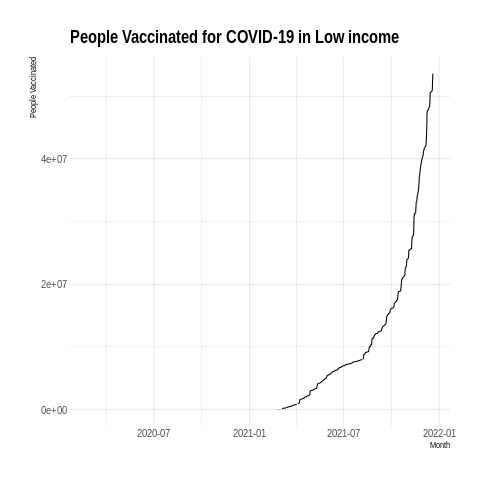 People Vaccinated for COVID-19 in Low income
People Vaccinated
4e+07
2e+07
0e+00
2020-07 2021-01 2021-07 2022-01
Month